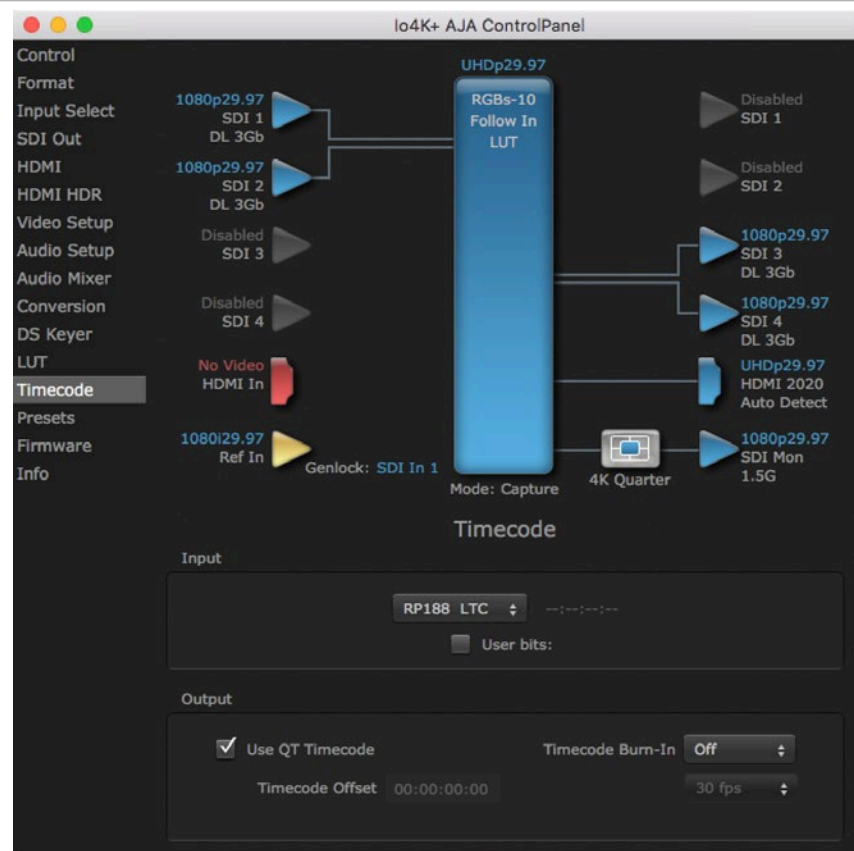 Io4K+ AJA ControlPanel
Control
Format
Input Select
SDI Out
HDMI
HDMI HDR
Video Setup
Audio Setup
Audio Mixer
Conversion
DS Keyer
LUT
Timecode
Presets
Firmware
Info
1080p29.97
SDI 1
DL 3Gb
1080p29.97
SDI 2
DL 3Gb
Disabled
SDI 3
Disabled
SDI 4
No Video
HDMI In
1080i29.97
Ref In
Genlock: SDI In 1
UHDp29.97
RGBs-10
Follow In
LUT
Mode: Capture
4K Quarter
Disabled
SDI 1
Disabled
SDI 2
1080p29.97
SDI 3
DL 3Gb
1080p29.97
SDI 4
DL 3Gb
UHDp29.97
HDMI 2020
Auto Detect
1080p29.97
SDI Mon
1.5G
Timecode
Input
RP188 LTC --:--:--:--
User bits:
Output
Use QT Timecode
Timecode Burn-In Off
Timecode Offset 00:00:00:00
30 fps